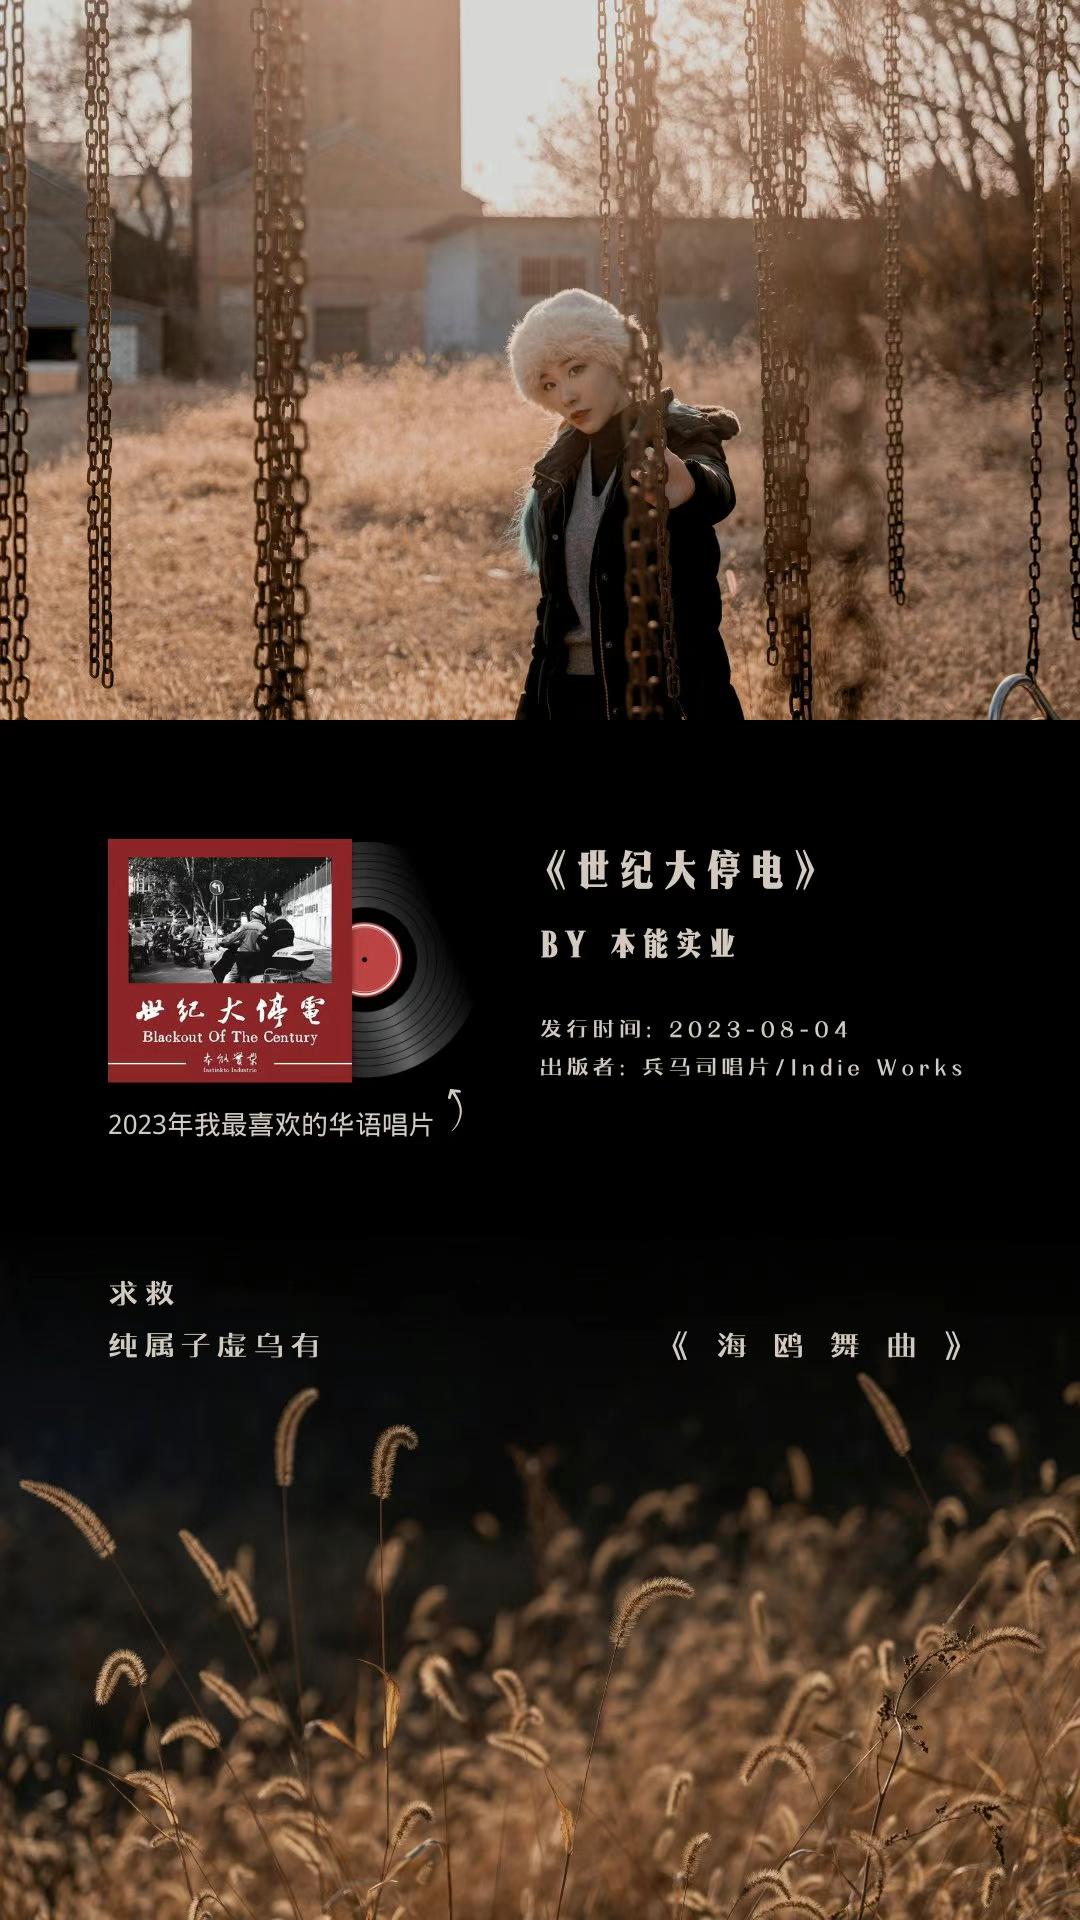 世纪大停電
Blackout Of The Century
本能實業
Instinkto Industrio
2023年我最喜欢的华语唱片
《世纪大停电》
BY 本能实业
发行时间: 2023-08-04
出版者: 兵马司唱片/Indie Works
求救
纯属子虚乌有
《海鸥舞曲》